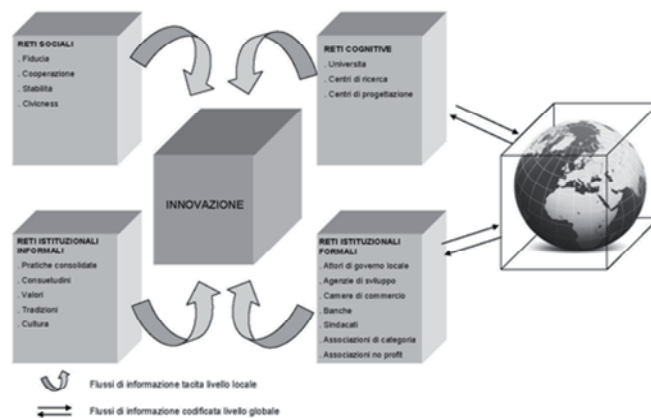 RETI SOCIALI
. Fiducia
. Cooperazione
. Stabilita
. Civicness
RETI COGNITIVE
. Università
. Centri di ricerca
. Centri di progettazione
INNOVAZIONE
RETI ISTITUZIONALI
INFORMALI
. Pratiche consolidate
. Consuetudini
. Valori
. Tradizioni
. Cultura
RETI ISTITUZIONALI
FORMALI
. Attori di governo locale
. Agenzie di sviluppo
. Camere di commercio
. Banche
. Sindacati
. Associazioni di categoria
. Associazioni no profit
Flussi di informazione tacita livello locale
Flussi di informazione codificata livello globale